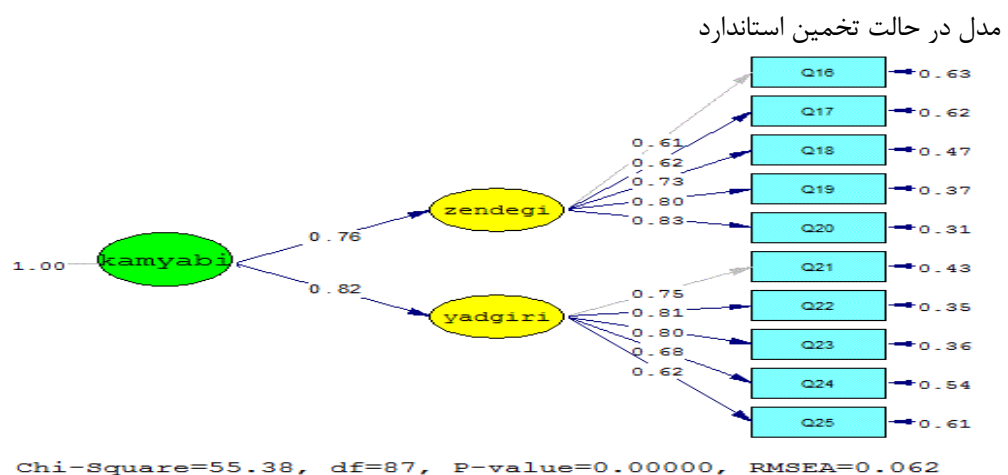 مدل در حالت تخمین استاندارد
Q16 0.63
Q17 0.62
0.61 Q18 0.47
0.62
0.73 Q19 0.37
0.80
zendegi 0.83 Q20 0.31
0.76
1.00 kamyabi Q21 0.43
0.82 0.75
yadgiri 0.81 Q22 0.35
0.80 Q23 0.36
0.68
0.62 Q24 0.54
Q25 0.61
Chi-Square=55.38, df=87, P-value=0.00000, RMSEA=0.062